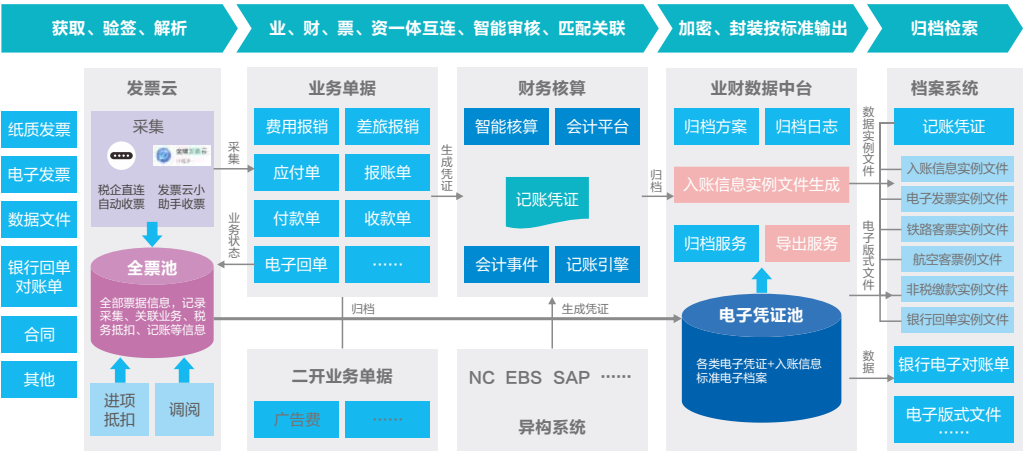 获取、验签、解析
业、财、票、资一体互连、智能审核、匹配关联
加密、封装按标准输出
归档检索
纸质发票
电子发票
数据文件
银行回单
对账单
合同
其他
发票云
采集
税企直连
自动收票
发票云小
助手收票
全票池
全部票据信息，记录
采集、关联业务、税
务抵扣、记账等信息
进项
抵扣
调阅
采集
业务状态
业务单据
费用报销
差旅报销
应付单
报账单
付款单
收款单
电子回单
……
归档
二开业务单据
广告费
……
生成凭证
财务核算
智能核算
会计平台
记账凭证
会计事件
记账引擎
生成凭证
NC EBS SAP ……
异构系统
归档
业财数据中台
归档方案
归档日志
入账信息实例文件生成
归档服务
导出服务
电子凭证池
各类电子凭证+入账信息
标准电子档案
数据实例文件
电子版式文件
数据
档案系统
记账凭证
入账信息实例文件
电子发票实例文件
铁路客票实例文件
航空客票例文件
非税缴款实例文件
银行回单实例文件
银行电子对账单
电子版式文件
……